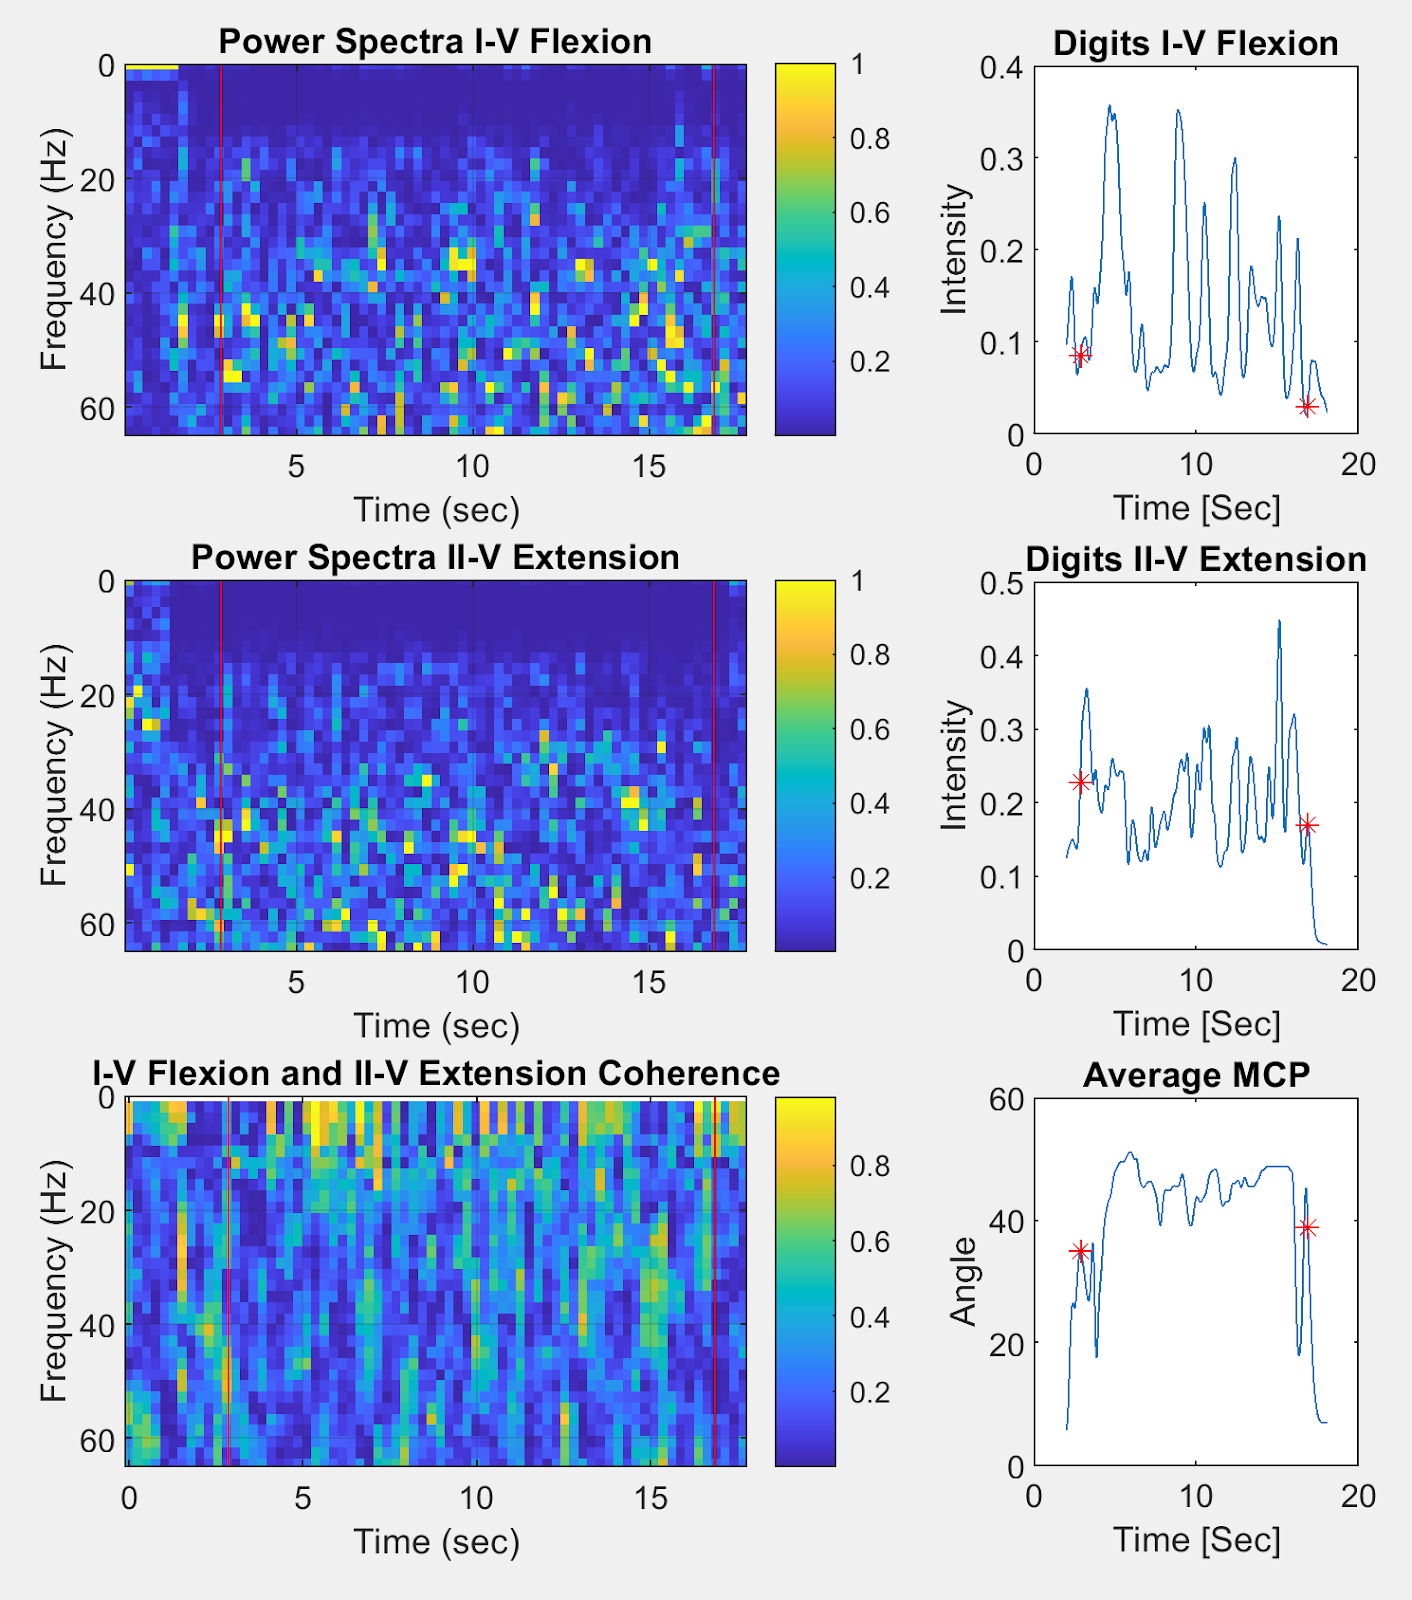 Power Spectra I-V Flexion
0
20
40
60
Frequency (Hz)
5 10 15
Time (sec)
1
0.8
0.6
0.4
0.2
Digits I-V Flexion
0.4
0.3
0.2
0.1
0
Intensity
0 10 20
Time [Sec]
Power Spectra II-V Extension
0
20
40
60
Frequency (Hz)
5 10 15
Time (sec)
1
0.8
0.6
0.4
0.2
Digits II-V Extension
0.5
0.4
0.3
0.2
0.1
0
Intensity
0 10 20
Time [Sec]
I-V Flexion and II-V Extension Coherence
0
20
40
60
Frequency (Hz)
0 5 10 15
Time (sec)
0.8
0.6
0.4
0.2
Average MCP
60
40
20
0
Angle
0 10 20
Time [Sec]